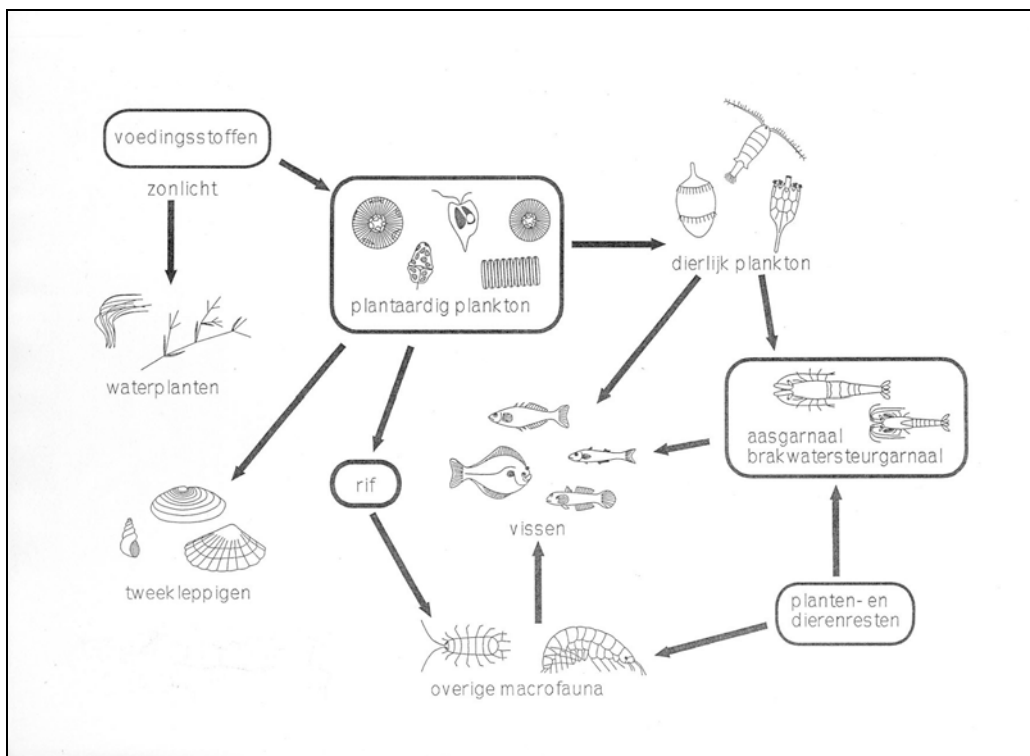 voedingsstoffen
zonlicht
plantaardig plankton
dierlijk plankton
waterplanten
aasgarnaal
brakwatersteurgarnaal
rif
vissen
tweekleppigen
planten- en
dierenresten
overige macrofauna